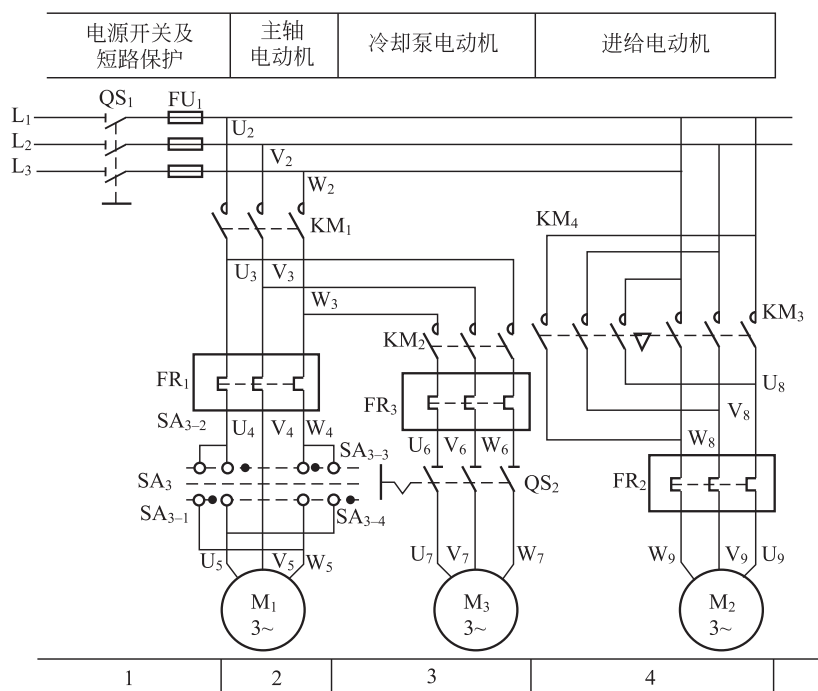 电源开关及
短路保护
主轴
电动机
冷却泵电动机
进给电动机
QS₁
FU₁
L₁
L₂
L₃
U₂
V₂
W₂
KM₁
KM₄
U₃
V₃
W₃
KM₂
KM₃
FR₁
FR₃
U₈
V₈
W₈
SA₃₋₂
U₄
V₄
W₄
SA₃₋₃
U₆
V₆
W₆
SA₃
QS₂
FR₂
SA₃₋₁
SA₃₋₄
U₅
V₅
W₅
U₇
V₇
W₇
W₉
V₉
U₉
M₁
3~
M₃
3~
M₂
3~
1
2
3
4